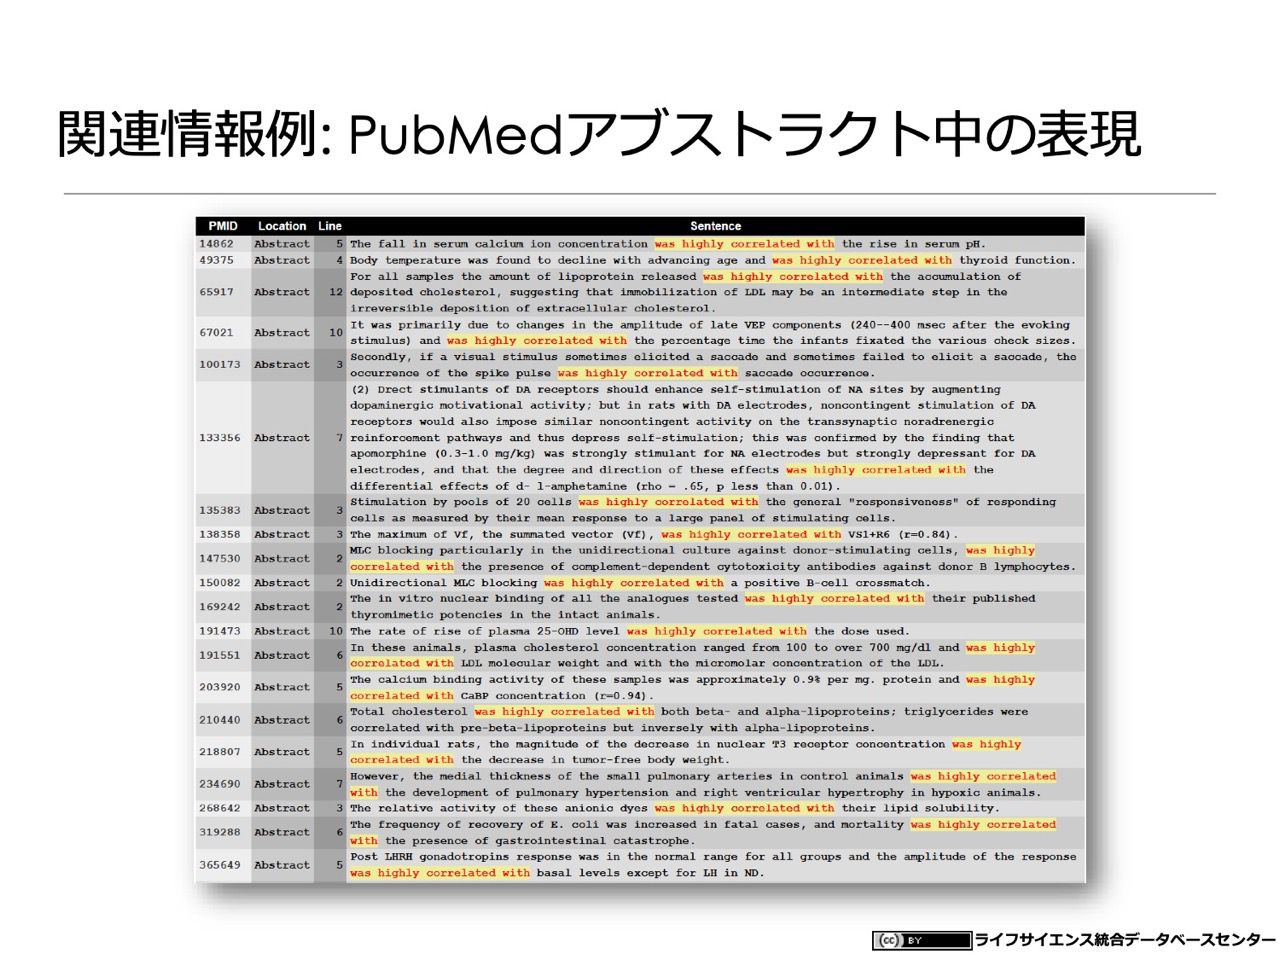 関連情報例: PubMedアブストラクト中の表現
PMID Location Line Sentence
14862 Abstract 5 The fall in serum calcium ion concentration was highly correlated with the rise in serum pH.
49375 Abstract 4 Body temperature was found to decline with advancing age and was highly correlated with thyroid function.
65917 Abstract 12 For all samples the amount of lipoprotein released was highly correlated with the accumulation of
deposited cholesterol, suggesting that immobilization of LDL may be an intermediate step in the
irreversible deposition of extracellular cholesterol.
67021 Abstract 10 It was primarily due to changes in the amplitude of late VEP components (240--400 msec after the evoking
stimulus) and was highly correlated with the percentage time the infants fixated the various check sizes.
100173 Abstract 3 Secondly, if a visual stimulus sometimes elicited a saccade and sometimes failed to elicit a saccade, the
occurrence of the spike pulse was highly correlated with saccade occurrence.
133356 Abstract 7 (2) Drect stimulants of DA receptors should enhance self-stimulation of NA sites by augmenting
dopaminergic motivational activity; but in rats with DA electrodes, noncontingent stimulation of DA
receptors would also impose similar noncontingent activity on the transsynaptic noradrenergic
reinforcement pathways and thus depress self-stimulation; this was confirmed by the finding that
apomorphine (0.3-1.0 mg/kg) was strongly stimulant for NA electrodes but strongly depressant for DA
electrodes, and that the degree and direction of these effects was highly correlated with the
differential effects of d- l-amphetamine (rho = .65, p less than 0.01).
135383 Abstract 3 Stimulation by pools of 20 cells was highly correlated with the general "responsiveness" of responding
cells as measured by their mean response to a large panel of stimulating cells.
138358 Abstract 3 The maximum of Vf, the summated vector (Vf), was highly correlated with VS1+R6 (r=0.84).
147530 Abstract 2 MLC blocking particularly in the unidirectional culture against donor-stimulating cells, was highly
correlated with the presence of complement-dependent cytotoxicity antibodies against donor B lymphocytes.
150082 Abstract 2 Unidirectional MLC blocking was highly correlated with a positive B-cell crossmatch.
169242 Abstract 2 The in vitro nuclear binding of all the analogues tested was highly correlated with their published
thyromimetic potencies in the intact animals.
191473 Abstract 10 The rate of rise of plasma 25-OHD level was highly correlated with the dose used.
191551 Abstract 6 In these animals, plasma cholesterol concentration ranged from 100 to over 700 mg/dl and was highly
correlated with LDL molecular weight and with the micromolar concentration of the LDL.
203920 Abstract 5 The calcium binding activity of these samples was approximately 0.9% per mg. protein and was highly
correlated with CaBP concentration (r=0.94).
210440 Abstract 6 Total cholesterol was highly correlated with both beta- and alpha-lipoproteins; triglycerides were
correlated with pre-beta-lipoproteins but inversely with alpha-lipoproteins.
218807 Abstract 5 In individual rats, the magnitude of the decrease in nuclear T3 receptor concentration was highly
correlated with the decrease in tumor-free body weight.
234690 Abstract 7 However, the medial thickness of the small pulmonary arteries in control animals was highly correlated
with the development of pulmonary hypertension and right ventricular hypertrophy in hypoxic animals.
268642 Abstract 3 The relative activity of these anionic dyes was highly correlated with their lipid solubility.
319288 Abstract 6 The frequency of recovery of E. coli was increased in fatal cases, and mortality was highly correlated
with the presence of gastrointestinal catastrophe.
365649 Abstract 5 Post LHRH gonadotropins response was in the normal range for all groups and the amplitude of the response
was highly correlated with basal levels except for LH in ND.
cc BY ライフサイエンス統合データベースセンター